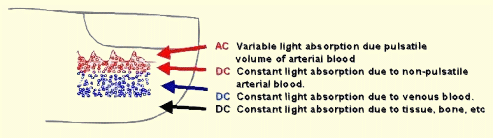 AC Variable light absorption due pulsatile
volume of arterial blood
DC Constant light absorption due to non-pulsatile
arterial blood.
DC Constant light absorption due to venous blood.
DC Constant light absorption due to tissue, bone, etc